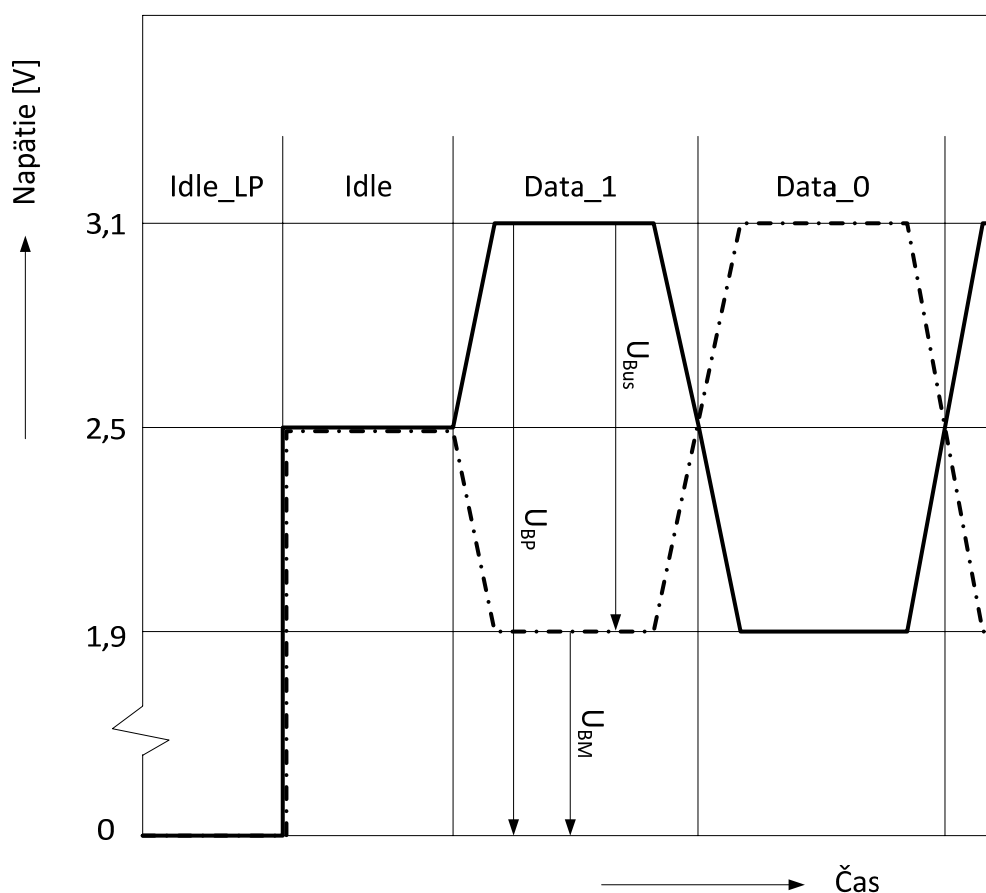 Napätie [V]
Idle_LP
Idle
Data_1
Data_0
3,1
2,5
1,9
0
U_Bus
U_BP
U_BM
Čas